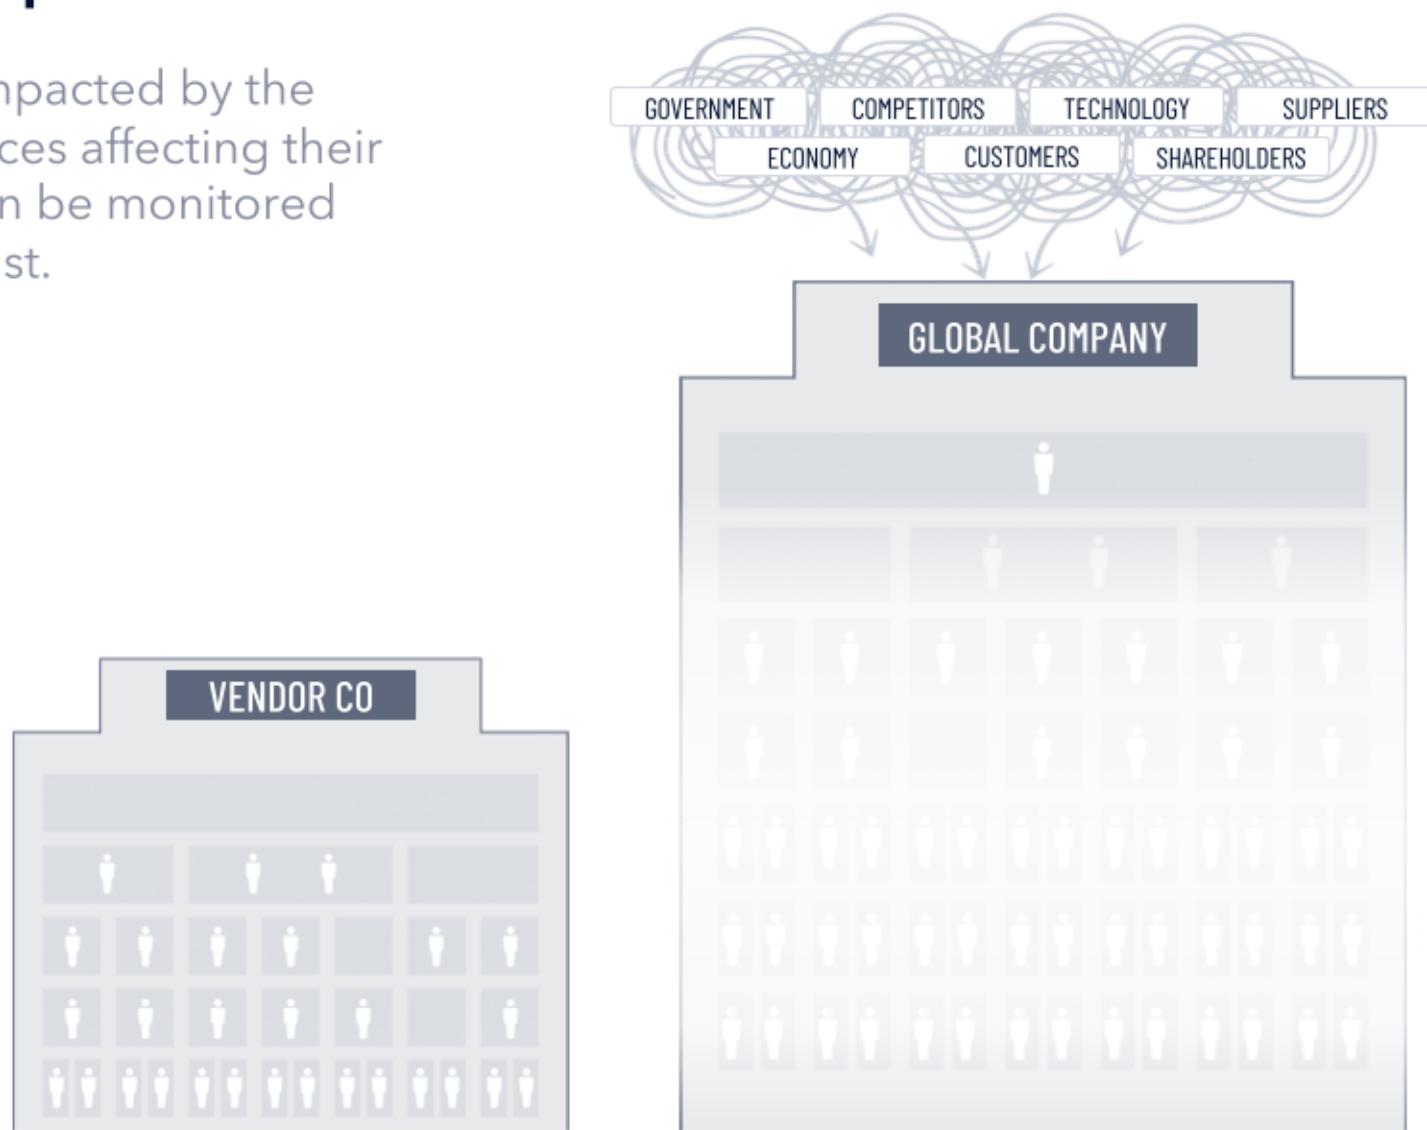 mpacted by the
ces affecting their
n be monitored
st.
GOVERNMENT COMPETITORS TECHNOLOGY SUPPLIERS
ECONOMY CUSTOMERS SHAREHOLDERS
GLOBAL COMPANY
VENDOR CO